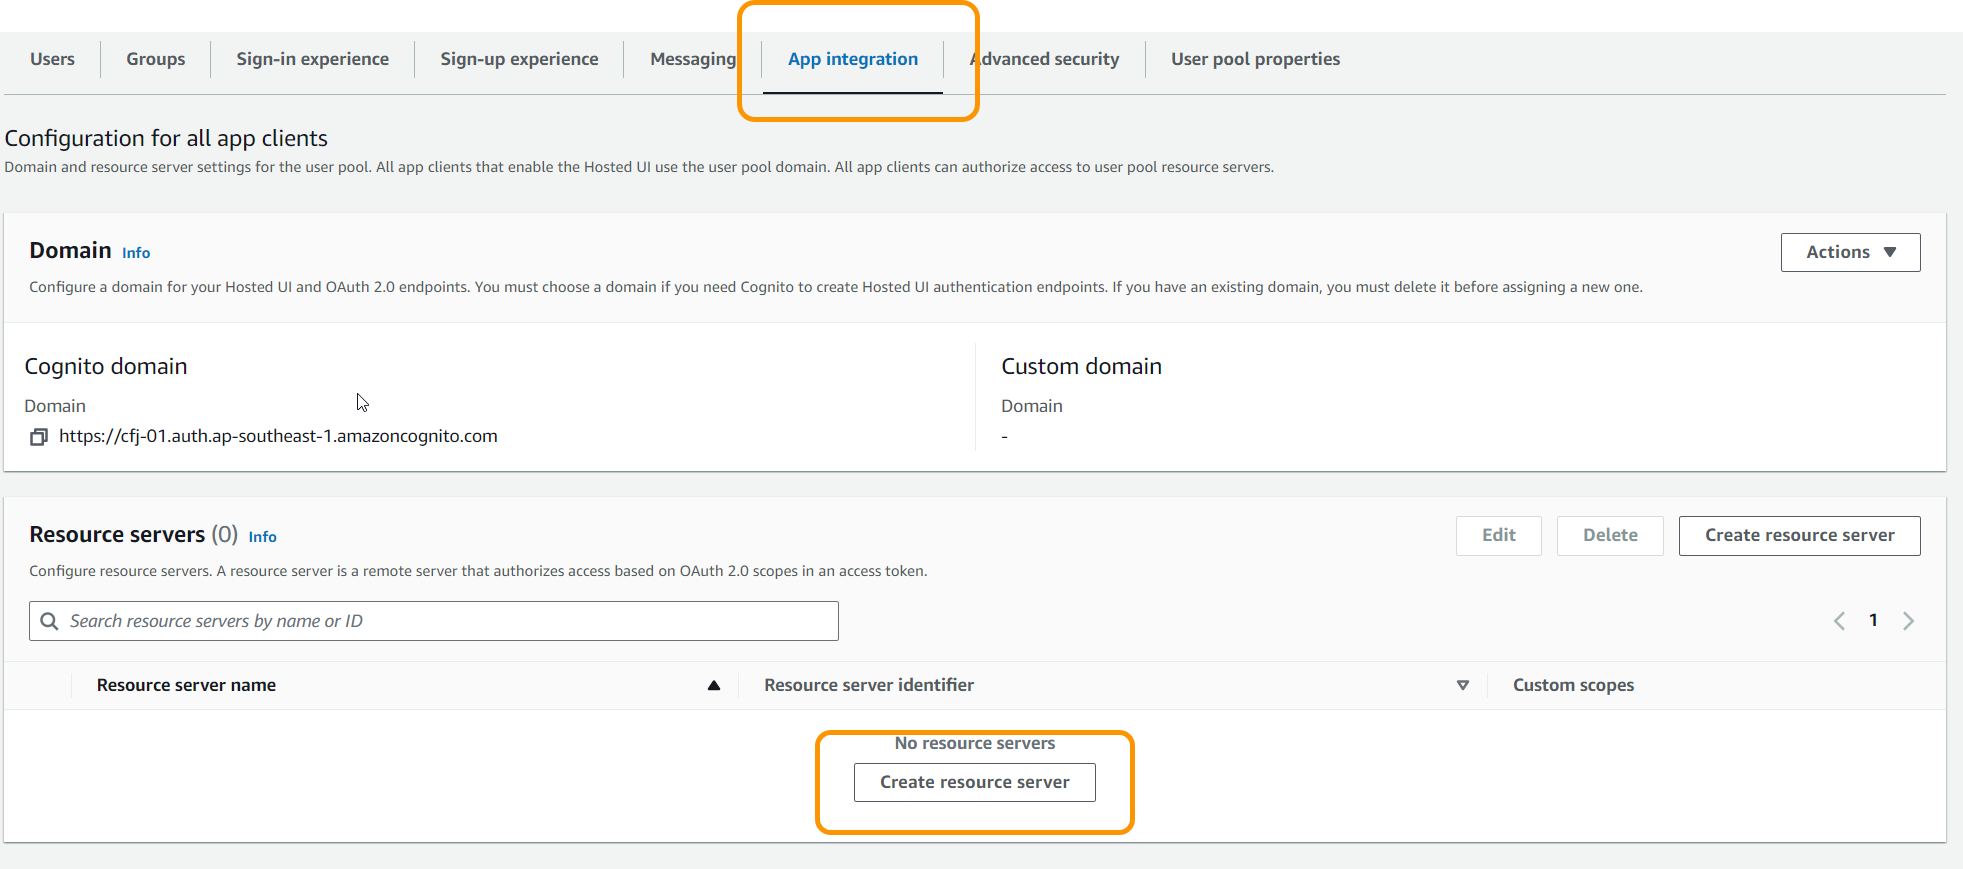 Users
Groups
Sign-in experience
Sign-up experience
Messaging
App integration
Advanced security
User pool properties
Configuration for all app clients
Domain and resource server settings for the user pool. All app clients that enable the Hosted UI use the user pool domain. All app clients can authorize access to user pool resource servers.
Domain Info
Actions
Configure a domain for your Hosted UI and OAuth 2.0 endpoints. You must choose a domain if you need Cognito to create Hosted UI authentication endpoints. If you have an existing domain, you must delete it before assigning a new one.
Cognito domain
Domain
https://cfj-01.auth.ap-southeast-1.amazoncognito.com
Custom domain
Domain
-
Resource servers (0) Info
Edit
Delete
Create resource server
Configure resource servers. A resource server is a remote server that authorizes access based on OAuth 2.0 scopes in an access token.
Search resource servers by name or ID
1
Resource server name
Resource server identifier
Custom scopes
No resource servers
Create resource server